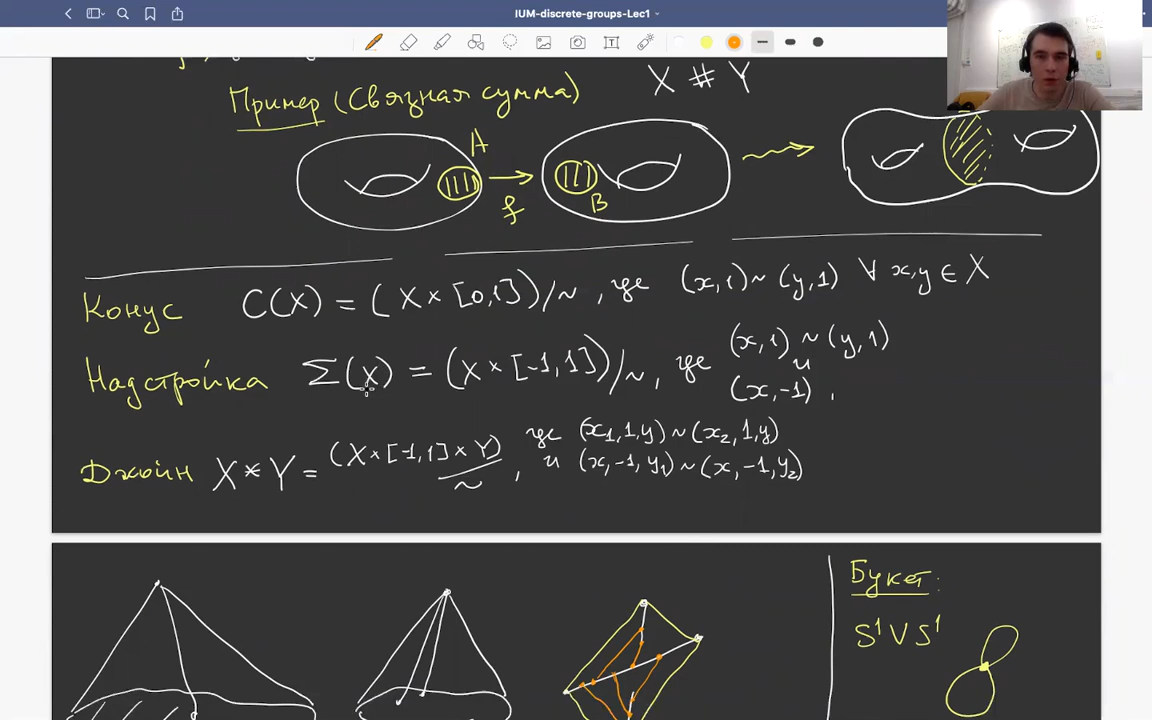 IUM-discrete-groups-Lec1
Пример (Связная сумма)
X # Y
A
f
B
Конус C(X) = (X × [0,1])/~ , где (x,1) ~ (y,1) ∀ x,y ∈ X
Надстройка Σ(X) = (X × [-1,1])/~ , где (x,1) ~ (y,1)
и
(x,-1) ,
Джойн X * Y = (X × [-1,1] × Y)/~ , где (x₁,1,y) ~ (x₂,1,y)
и (x,-1,y₁) ~ (x,-1,y₂)
Букет:
S¹ ∨ S¹